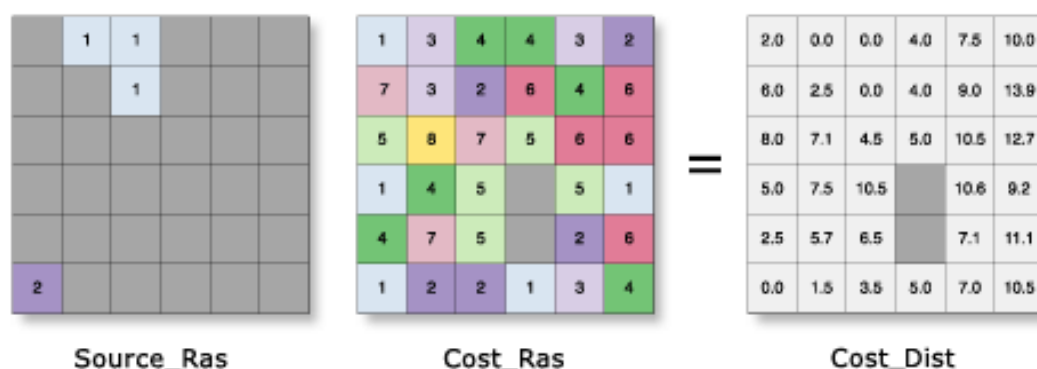 1 1 1 3 4 4 3 2 2.0 0.0 0.0 4.0 7.5 10.0
1 7 3 2 6 4 6 6.0 2.5 0.0 4.0 9.0 13.9
5 8 7 5 6 6 = 8.0 7.1 4.5 5.0 10.5 12.7
1 4 5 5 1 5.0 7.5 10.5 10.6 9.2
4 7 5 2 6 2.5 5.7 6.5 7.1 11.1
2 1 2 2 1 3 4 0.0 1.5 3.5 5.0 7.0 10.5
Source_Ras Cost_Ras Cost_Dist